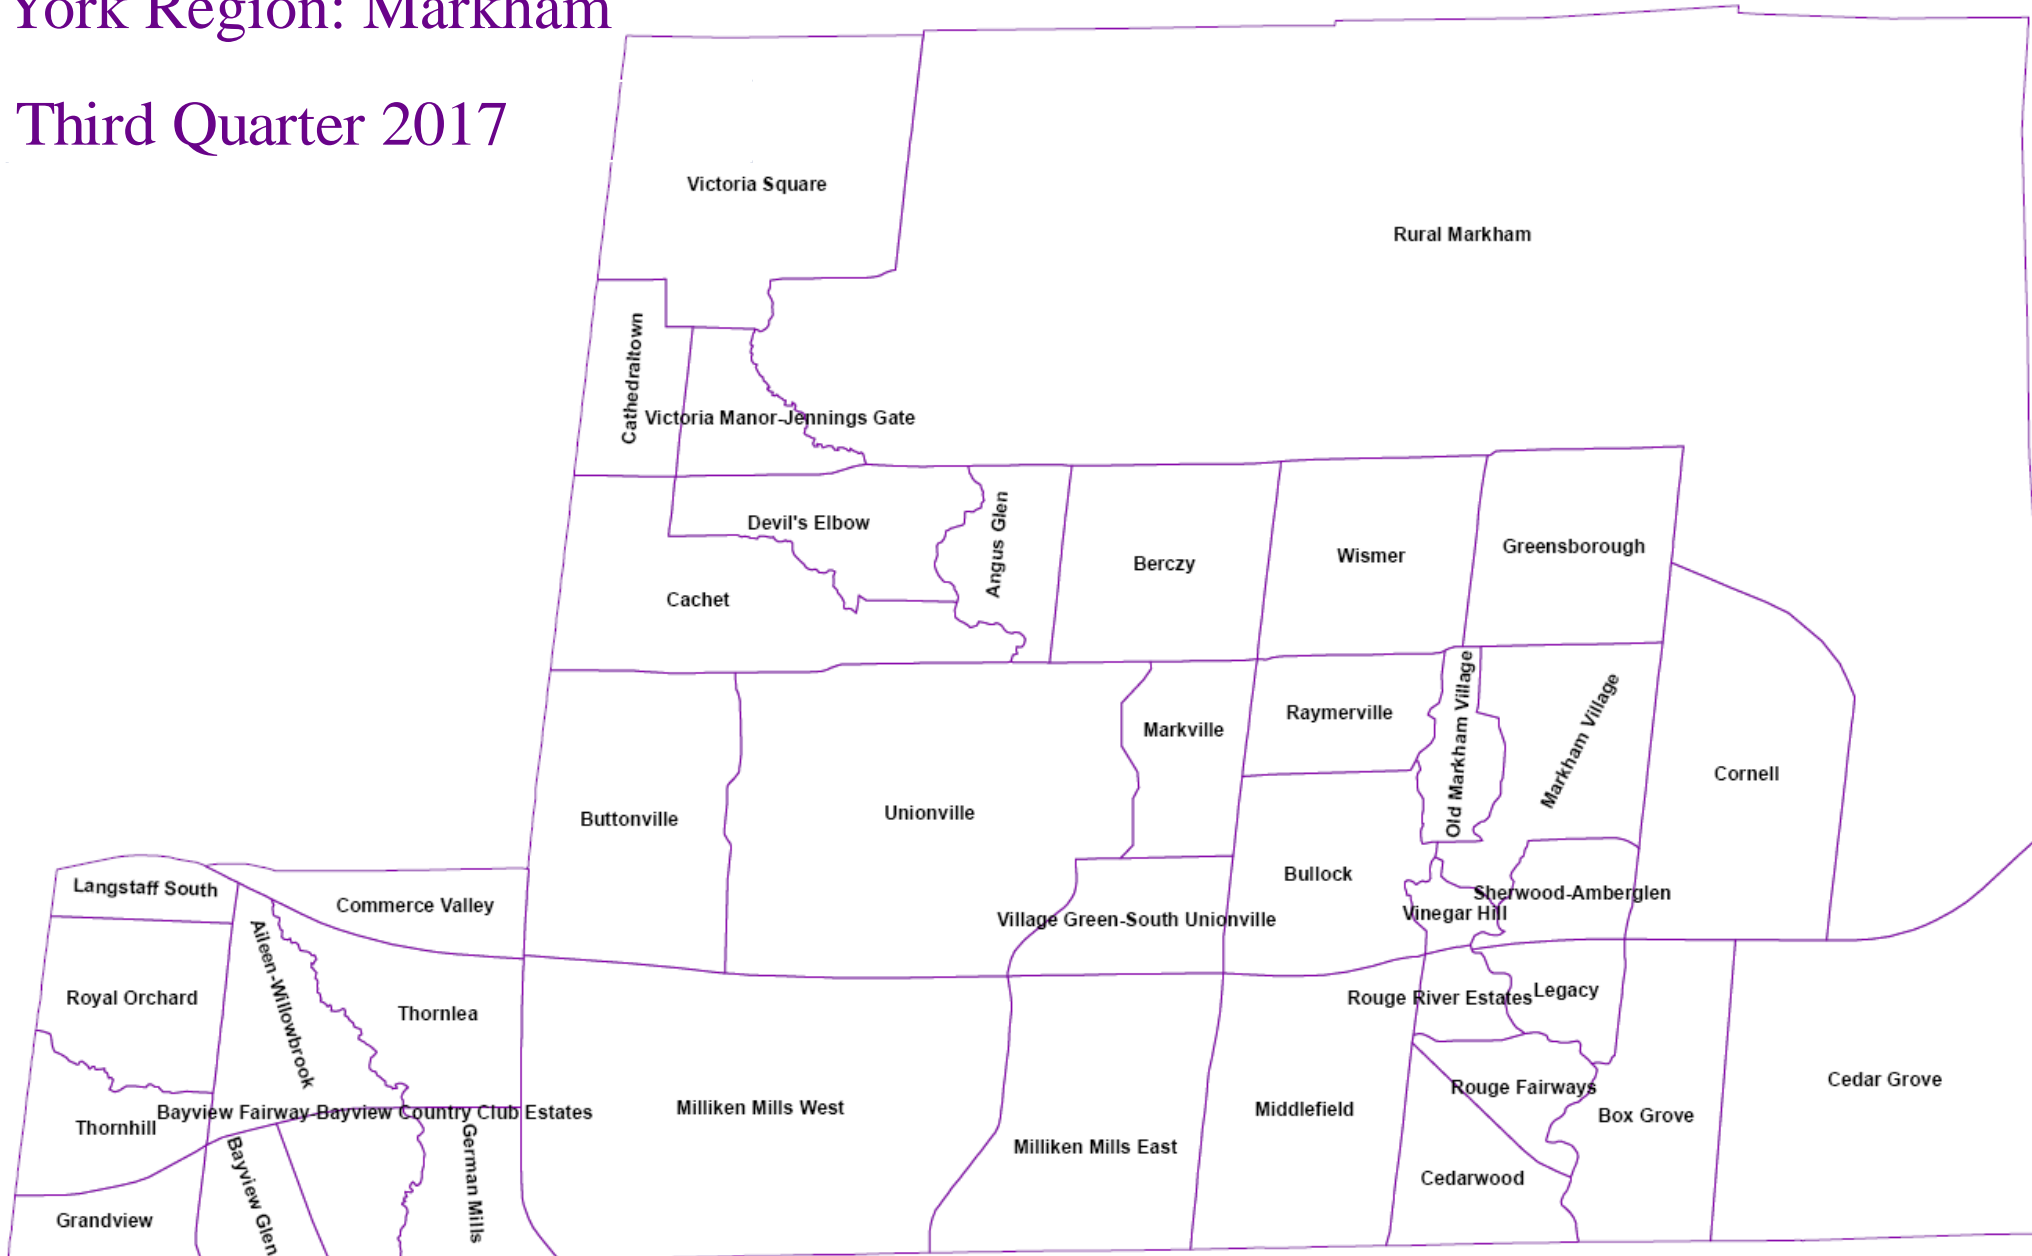 York Region: Markham
Third Quarter 2017
Victoria Square
Rural Markham
Cathedraltown
Victoria Manor-Jennings Gate
Devil's Elbow
Angus Glen
Berczy
Wismer
Greensborough
Cachet
Old Markham Village
Markham Village
Raymerville
Markville
Cornell
Buttonville
Unionville
Bullock
Langstaff South
Commerce Valley
Sherwood-Amberglen
Vinegar Hill
Village Green-South Unionville
Aileen-Willowbrook
Royal Orchard
Thornlea
Rouge River Estates
Legacy
Rouge Fairways
Cedar Grove
Bayview Fairway-Bayview Country Club Estates
Thornhill
Milliken Mills West
Middlefield
Box Grove
Milliken Mills East
German Mills
Bayview Glen
Cedarwood
Grandview